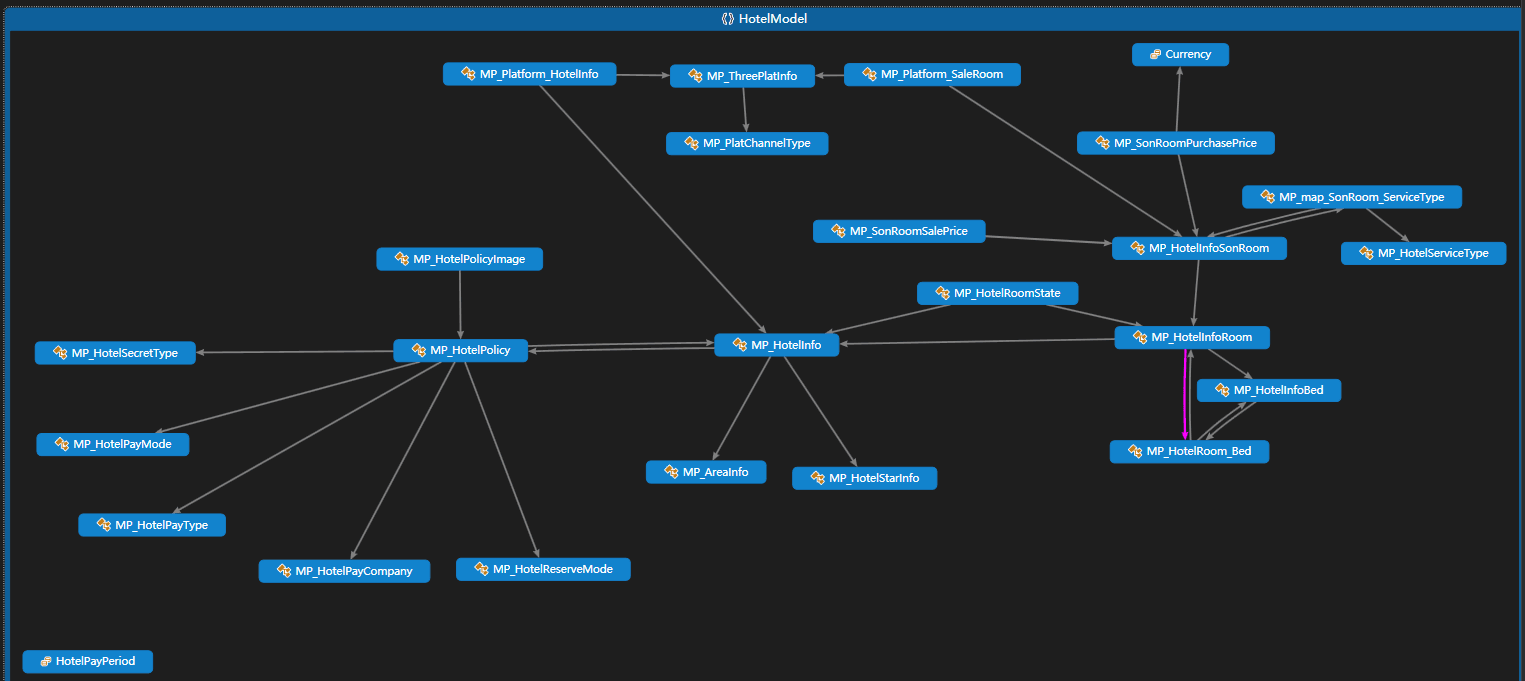 HotelModel
Currency
MP_Platform_HotelInfo
MP_ThreePlatInfo
MP_Platform_SaleRoom
MP_PlatChannelType
MP_SonRoomPurchasePrice
MP_map_SonRoom_ServiceType
MP_SonRoomSalePrice
MP_HotelInfoSonRoom
MP_HotelServiceType
MP_HotelPolicyImage
MP_HotelRoomState
MP_HotelSecretType
MP_HotelPolicy
MP_HotelInfo
MP_HotelInfoRoom
MP_HotelInfoBed
MP_HotelPayMode
MP_HotelRoom_Bed
MP_AreaInfo
MP_HotelStarInfo
MP_HotelPayType
MP_HotelPayCompany
MP_HotelReserveMode
HotelPayPeriod